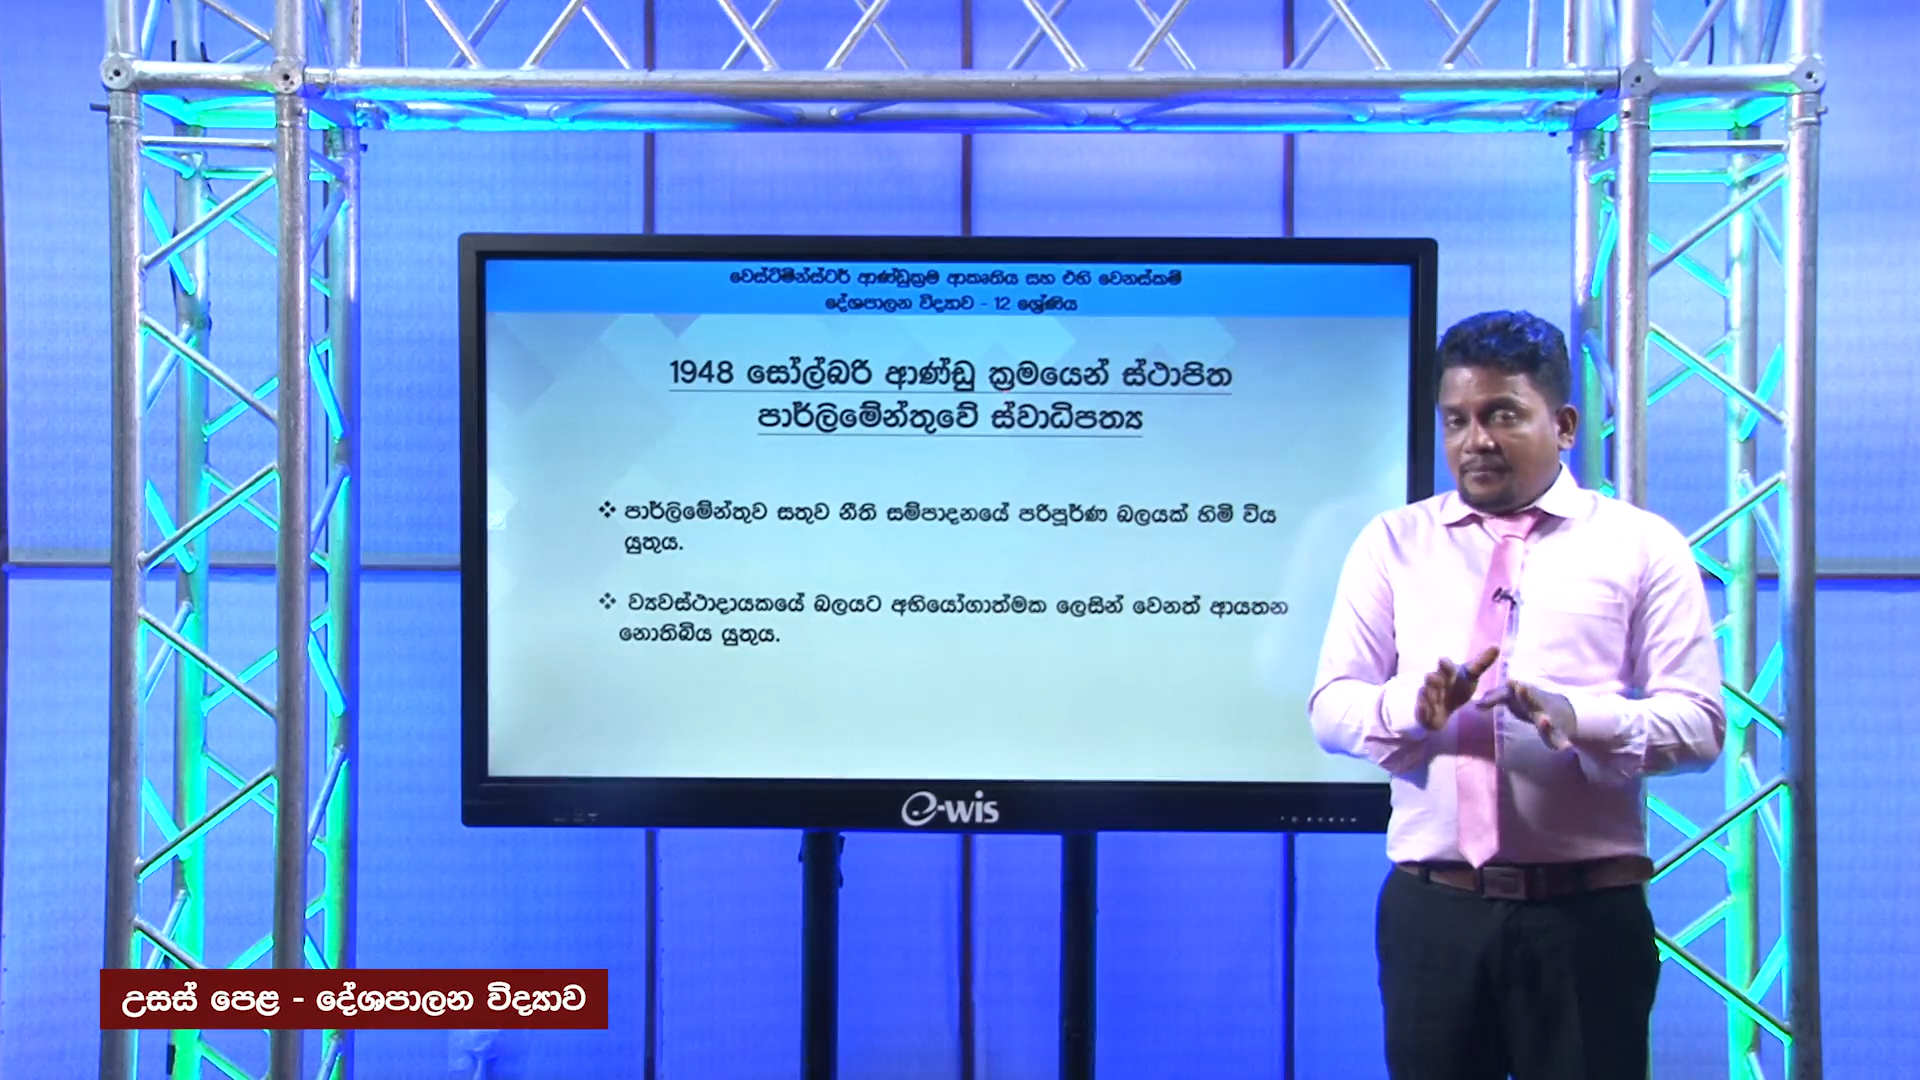 වෙස්ට්මින්ස්ටර් ආණ්ඩුක්‍රම ආකෘතිය සහ එහි වෙනස්කම්
දේශපාලන විද්‍යාව - 12 ශ්‍රේණිය
1948 සෝල්බරි ආණ්ඩු ක්‍රමයෙන් ස්ථාපිත
පාර්ලිමේන්තුවේ ස්වාධිපත්‍ය
❖ පාර්ලිමේන්තුව සතුව නීති සම්පාදනයේ පරිපූර්ණ බලයක් හිමි විය
යුතුය.
❖ ව්‍යවස්ථාදායකයේ බලයට අභියෝගාත්මක ලෙසින් වෙනත් ආයතන
නොතිබිය යුතුය.
e-wis
උසස් පෙළ - දේශපාලන විද්‍යාව